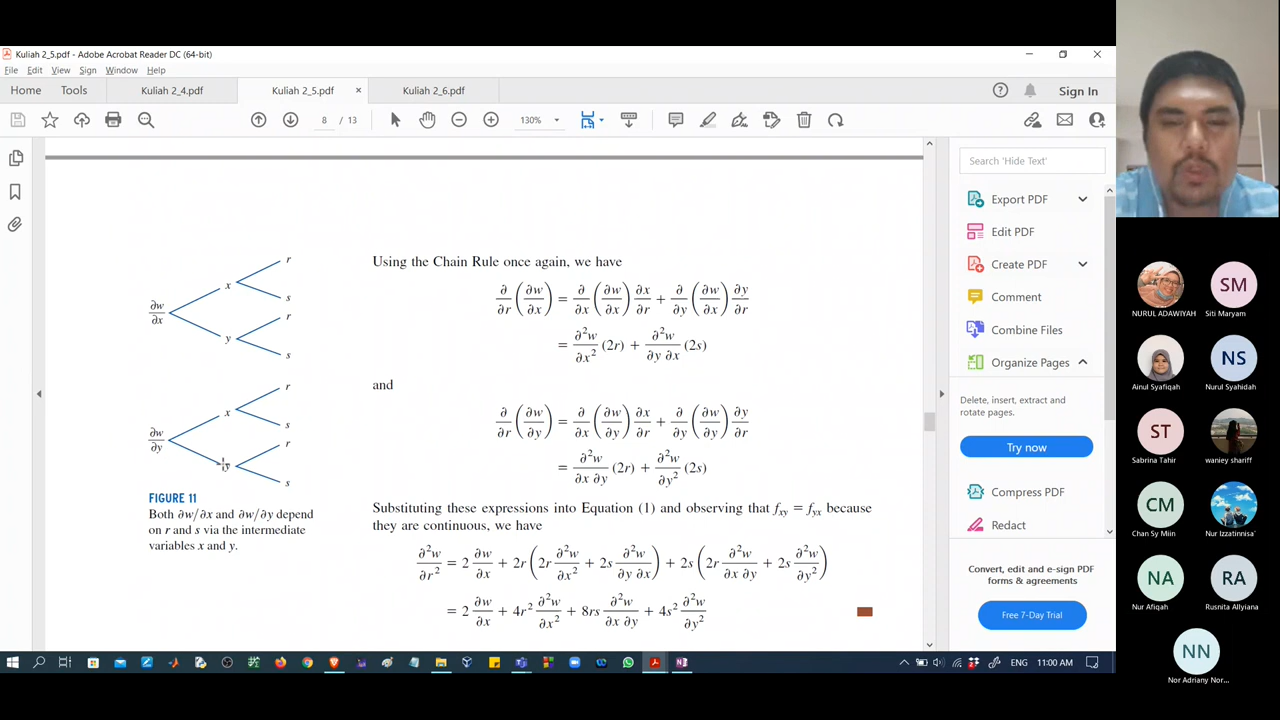 Kuliah 2_5.pdf - Adobe Acrobat Reader DC (64-bit)
File Edit View Sign Window Help
Home Tools Kuliah 2_4.pdf Kuliah 2_5.pdf × Kuliah 2_6.pdf Sign In
8 / 13 130%
Search 'Hide Text'
Export PDF
Edit PDF
Create PDF
Comment
Combine Files
Organize Pages
Delete, insert, extract and
rotate pages.
Try now
Compress PDF
Redact
Convert, edit and e-sign PDF
forms & agreements
Free 7-Day Trial
∂w/∂x x y r s r s
∂w/∂y x y r s r s
FIGURE 11
Both ∂w/∂x and ∂w/∂y depend
on r and s via the intermediate
variables x and y.
Using the Chain Rule once again, we have
∂/∂r (∂w/∂x) = ∂/∂x (∂w/∂x) ∂x/∂r + ∂/∂y (∂w/∂x) ∂y/∂r
= ∂²w/∂x² (2r) + ∂²w/∂y ∂x (2s)
and
∂/∂r (∂w/∂y) = ∂/∂x (∂w/∂y) ∂x/∂r + ∂/∂y (∂w/∂y) ∂y/∂r
= ∂²w/∂x ∂y (2r) + ∂²w/∂y² (2s)
Substituting these expressions into Equation (1) and observing that fxy = fyx because
they are continuous, we have
∂²w/∂r² = 2 ∂w/∂x + 2r (2r ∂²w/∂x² + 2s ∂²w/∂y ∂x) + 2s (2r ∂²w/∂x ∂y + 2s ∂²w/∂y²)
= 2 ∂w/∂x + 4r² ∂²w/∂x² + 8rs ∂²w/∂x ∂y + 4s² ∂²w/∂y²
ENG 11:00 AM
NURUL ADAWIYAH
SM
Siti Maryam
Ainul Syafiqah
NS
Nurul Syahidah
ST
Sabrina Tahir
waniey shariff
CM
Chan Sy Miin
Nur Izzatinnisa'
NA
Nur Afiqah
RA
Rusnita Allyiana
NN
Nor Adriany Nor...